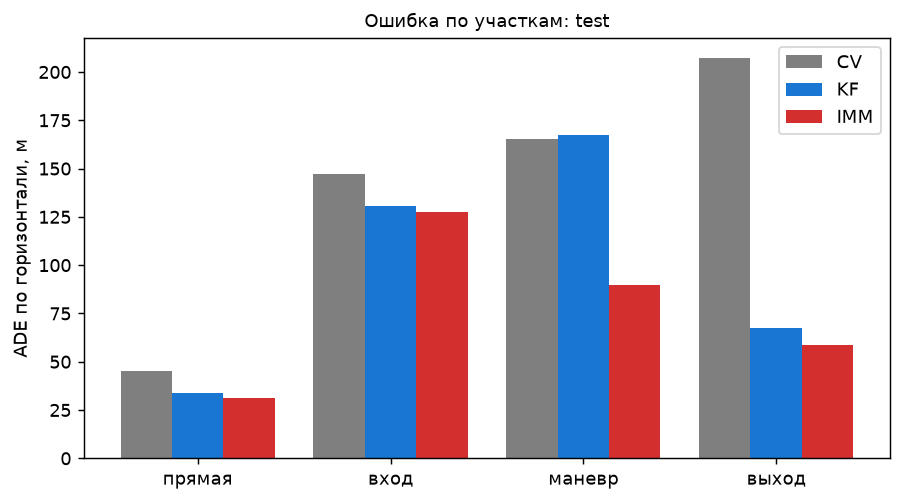 Ошибка по участкам: test
ADE по горизонтали, м
200
175
150
125
100
75
50
25
0
CV
KF
IMM
прямая
вход
маневр
выход